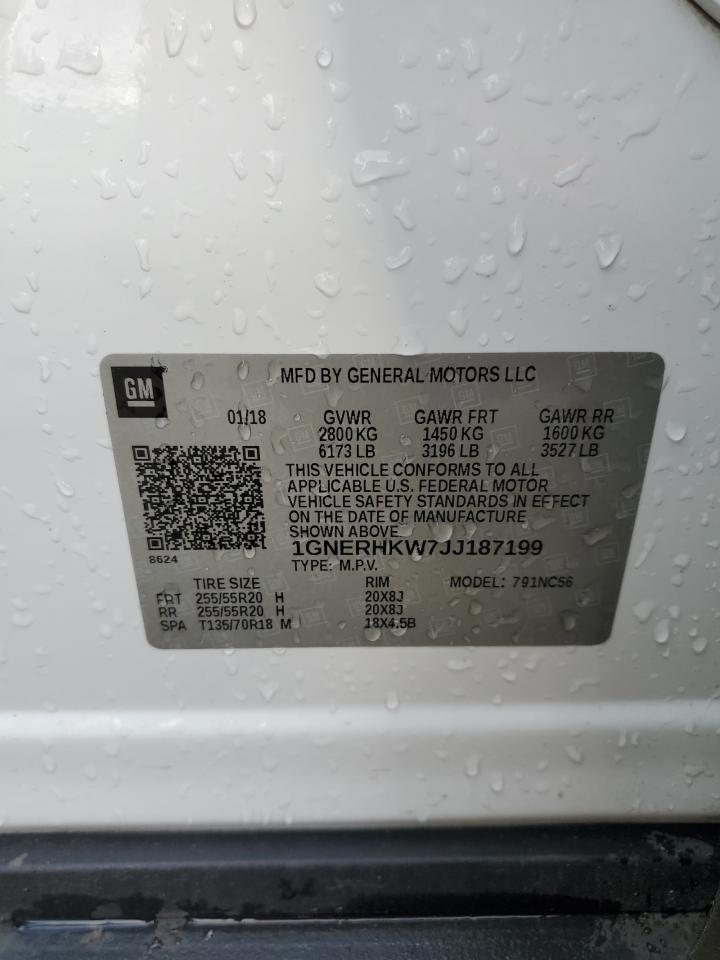 GM
MFD BY GENERAL MOTORS LLC
01/18 GVWR GAWR FRT GAWR RR
2800 KG 1450 KG 1600 KG
6173 LB 3196 LB 3527 LB
THIS VEHICLE CONFORMS TO ALL
APPLICABLE U.S. FEDERAL MOTOR
VEHICLE SAFETY STANDARDS IN EFFECT
ON THE DATE OF MANUFACTURE
SHOWN ABOVE
8624
1GNERHKW7JJ187199
TYPE: M.P.V.
TIRE SIZE RIM MODEL: 791NC56
FRT 255/55R20 H 20X8J
RR 255/55R20 H 20X8J
SPA T135/70R18 M 18X4.5B